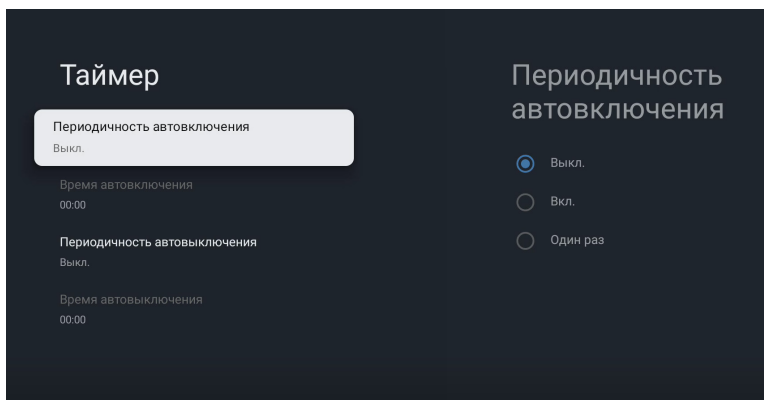 Таймер
Периодичность автовключения
Выкл.
Время автовключения
00:00
Периодичность автовыключения
Выкл.
Время автовыключения
00:00
Периодичность
автовключения
Выкл.
Вкл.
Один раз